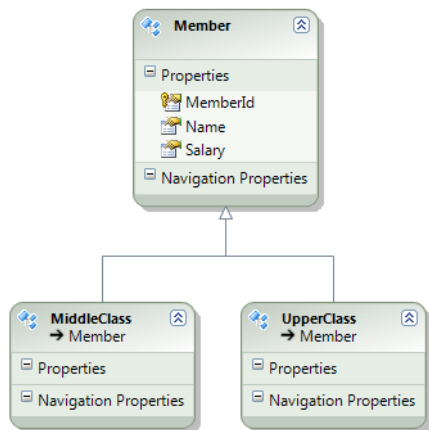 Member
Properties
MemberId
Name
Salary
Navigation Properties
MiddleClass
➔ Member
Properties
Navigation Properties
UpperClass
➔ Member
Properties
Navigation Properties